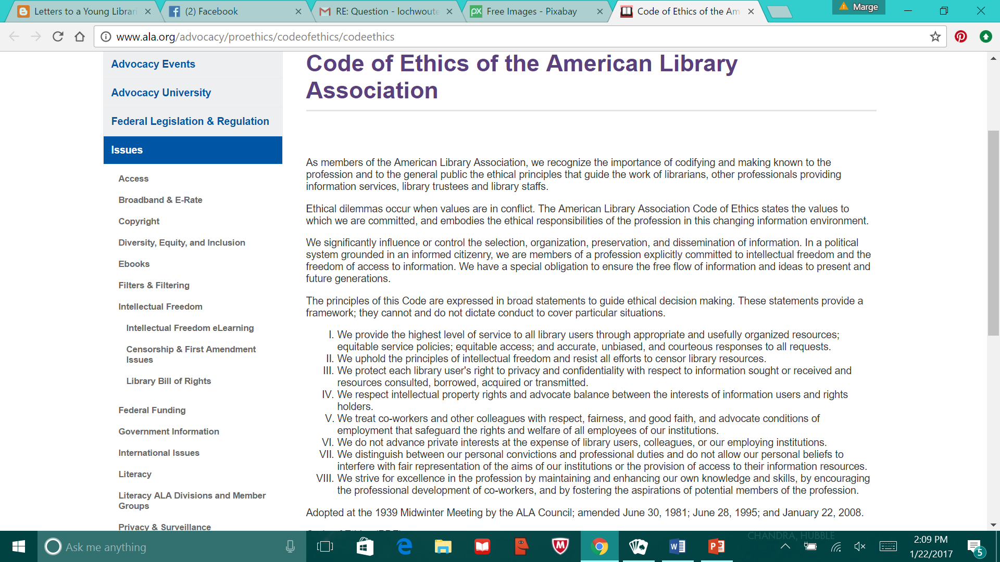 Letters to a Young Librari
(2) Facebook
RE: Question - lochwoute
Free Images - Pixabay
Code of Ethics of the Am
Marge
www.ala.org/advocacy/proethics/codeofethics/codeethics
Advocacy Events
Advocacy University
Federal Legislation & Regulation
Issues
Access
Broadband & E-Rate
Copyright
Diversity, Equity, and Inclusion
Ebooks
Filters & Filtering
Intellectual Freedom
Intellectual Freedom eLearning
Censorship & First Amendment
Issues
Library Bill of Rights
Federal Funding
Government Information
International Issues
Literacy
Literacy ALA Divisions and Member
Groups
Privacy & Surveillance
Code of Ethics of the American Library
Association
As members of the American Library Association, we recognize the importance of codifying and making known to the
profession and to the general public the ethical principles that guide the work of librarians, other professionals providing
information services, library trustees and library staffs.
Ethical dilemmas occur when values are in conflict. The American Library Association Code of Ethics states the values to
which we are committed, and embodies the ethical responsibilities of the profession in this changing information environment.
We significantly influence or control the selection, organization, preservation, and dissemination of information. In a political
system grounded in an informed citizenry, we are members of a profession explicitly committed to intellectual freedom and the
freedom of access to information. We have a special obligation to ensure the free flow of information and ideas to present and
future generations.
The principles of this Code are expressed in broad statements to guide ethical decision making. These statements provide a
framework; they cannot and do not dictate conduct to cover particular situations.
I. We provide the highest level of service to all library users through appropriate and usefully organized resources;
equitable service policies; equitable access; and accurate, unbiased, and courteous responses to all requests.
II. We uphold the principles of intellectual freedom and resist all efforts to censor library resources.
III. We protect each library user's right to privacy and confidentiality with respect to information sought or received and
resources consulted, borrowed, acquired or transmitted.
IV. We respect intellectual property rights and advocate balance between the interests of information users and rights
holders.
V. We treat co-workers and other colleagues with respect, fairness, and good faith, and advocate conditions of
employment that safeguard the rights and welfare of all employees of our institutions.
VI. We do not advance private interests at the expense of library users, colleagues, or our employing institutions.
VII. We distinguish between our personal convictions and professional duties and do not allow our personal beliefs to
interfere with fair representation of the aims of our institutions or the provision of access to their information resources.
VIII. We strive for excellence in the profession by maintaining and enhancing our own knowledge and skills, by encouraging
the professional development of co-workers, and by fostering the aspirations of potential members of the profession.
Adopted at the 1939 Midwinter Meeting by the ALA Council; amended June 30, 1981; June 28, 1995; and January 22, 2008.
Ask me anything
CHANDRA, HUBBLE
2:09 PM
1/22/2017
5